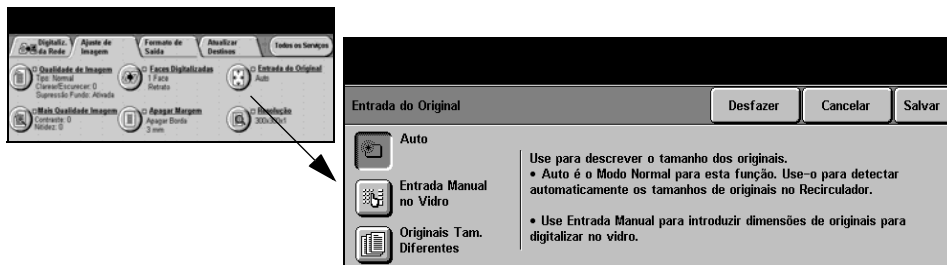 Digitaliz. da Rede
Ajuste de Imagem
Formato de Saída
Atualizar Destinos
Todos os Serviços
Qualidade de Imagem
Tipo: Normal
Clarear/Escurecer: 0
Supressão Fundo: Ativada
Faces Digitalizadas
1 Face
Retrato
Entrada do Original
Auto
Mais Qualidade Imagem
Contraste: 0
Nitidez: 0
Apagar Margem
Apagar Borda
3 mm
Resolução
300x300x1
Entrada do Original
Desfazer
Cancelar
Salvar
Auto
Entrada Manual
no Vidro
Originais Tam.
Diferentes
Use para descrever o tamanho dos originais.
• Auto é o Modo Normal para esta função. Use-o para detectar
automaticamente os tamanhos de originais no Recirculador.
• Use Entrada Manual para introduzir dimensões de originais para
digitalizar no vidro.